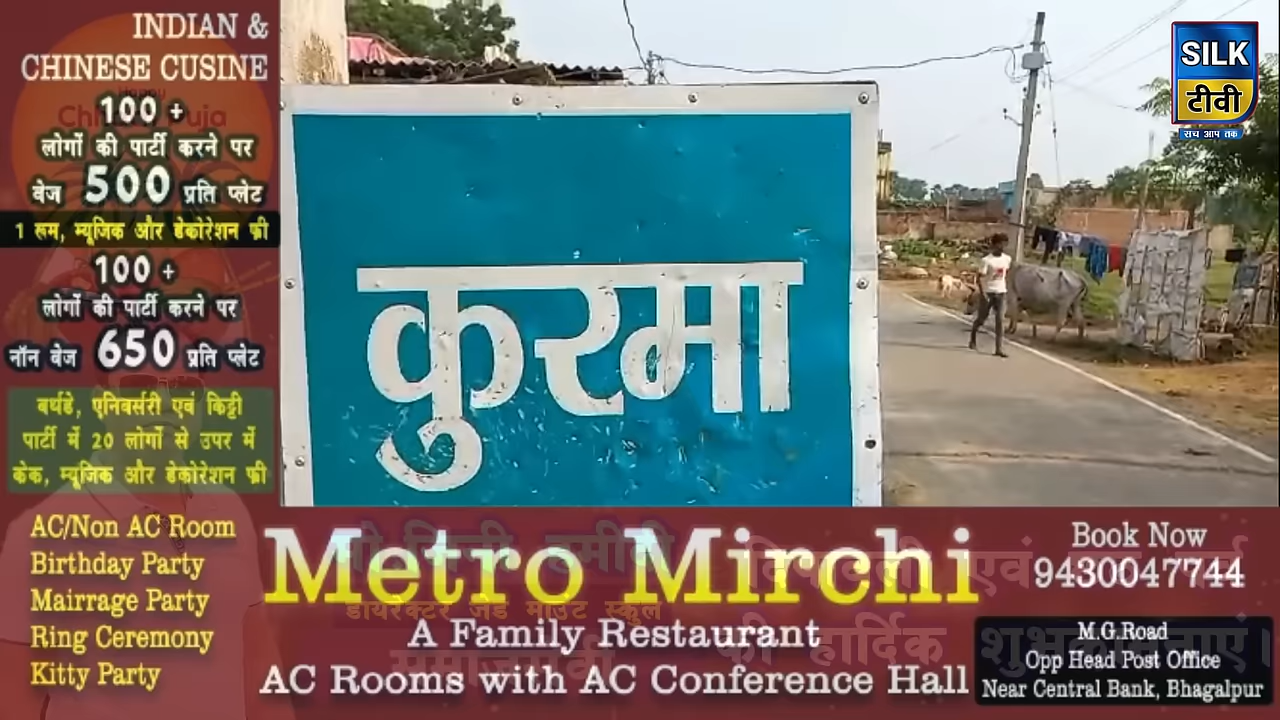 INDIAN &
CHINESE CUSINE
100 +
लोगों की पार्टी करने पर
वेज 500 प्रति प्लेट
1 रूम, म्यूजिक और डेकोरेशन फ्री
100 +
लोगों की पार्टी करने पर
नॉन वेज 650 प्रति प्लेट
बर्थडे, एनिवर्सरी एवं किट्टी
पार्टी में 20 लोगों से उपर में
केक, म्यूजिक और डेकोरेशन फ्री
AC/Non AC Room
Birthday Party
Mairrage Party
Ring Ceremony
Kitty Party
कुरमा
SILK
टीवी
सच आप तक
Metro Mirchi
डायरेक्टर जेड माउंट स्कूल
A Family Restaurant
AC Rooms with AC Conference Hall
Book Now
9430047744
M.G.Road
Opp Head Post Office
Near Central Bank, Bhagalpur